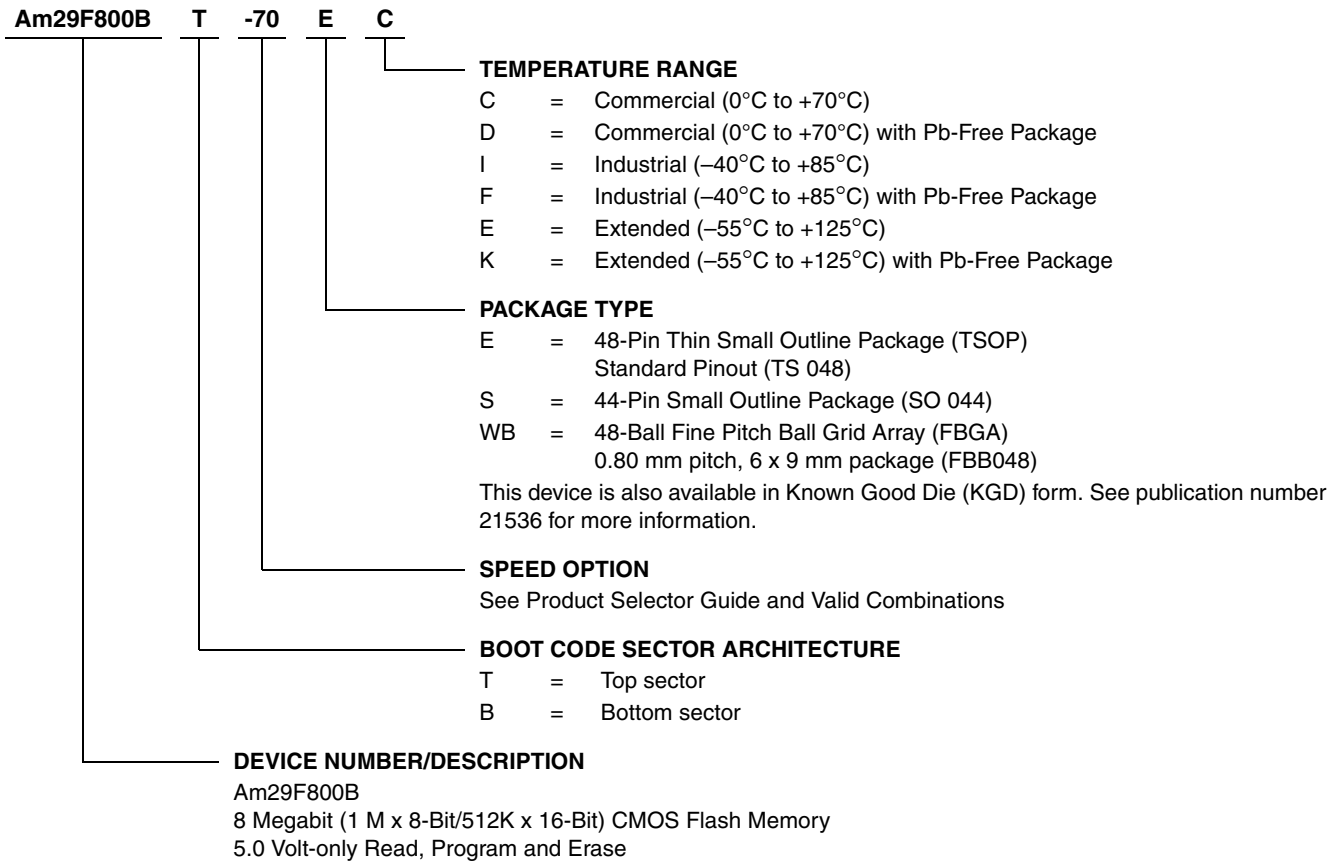 Am29F800B T -70 E C
TEMPERATURE RANGE
C = Commercial (0°C to +70°C)
D = Commercial (0°C to +70°C) with Pb-Free Package
I = Industrial (–40°C to +85°C)
F = Industrial (–40°C to +85°C) with Pb-Free Package
E = Extended (–55°C to +125°C)
K = Extended (–55°C to +125°C) with Pb-Free Package
PACKAGE TYPE
E = 48-Pin Thin Small Outline Package (TSOP)
Standard Pinout (TS 048)
S = 44-Pin Small Outline Package (SO 044)
WB = 48-Ball Fine Pitch Ball Grid Array (FBGA)
0.80 mm pitch, 6 x 9 mm package (FBB048)
This device is also available in Known Good Die (KGD) form. See publication number
21536 for more information.
SPEED OPTION
See Product Selector Guide and Valid Combinations
BOOT CODE SECTOR ARCHITECTURE
T = Top sector
B = Bottom sector
DEVICE NUMBER/DESCRIPTION
Am29F800B
8 Megabit (1 M x 8-Bit/512K x 16-Bit) CMOS Flash Memory
5.0 Volt-only Read, Program and Erase